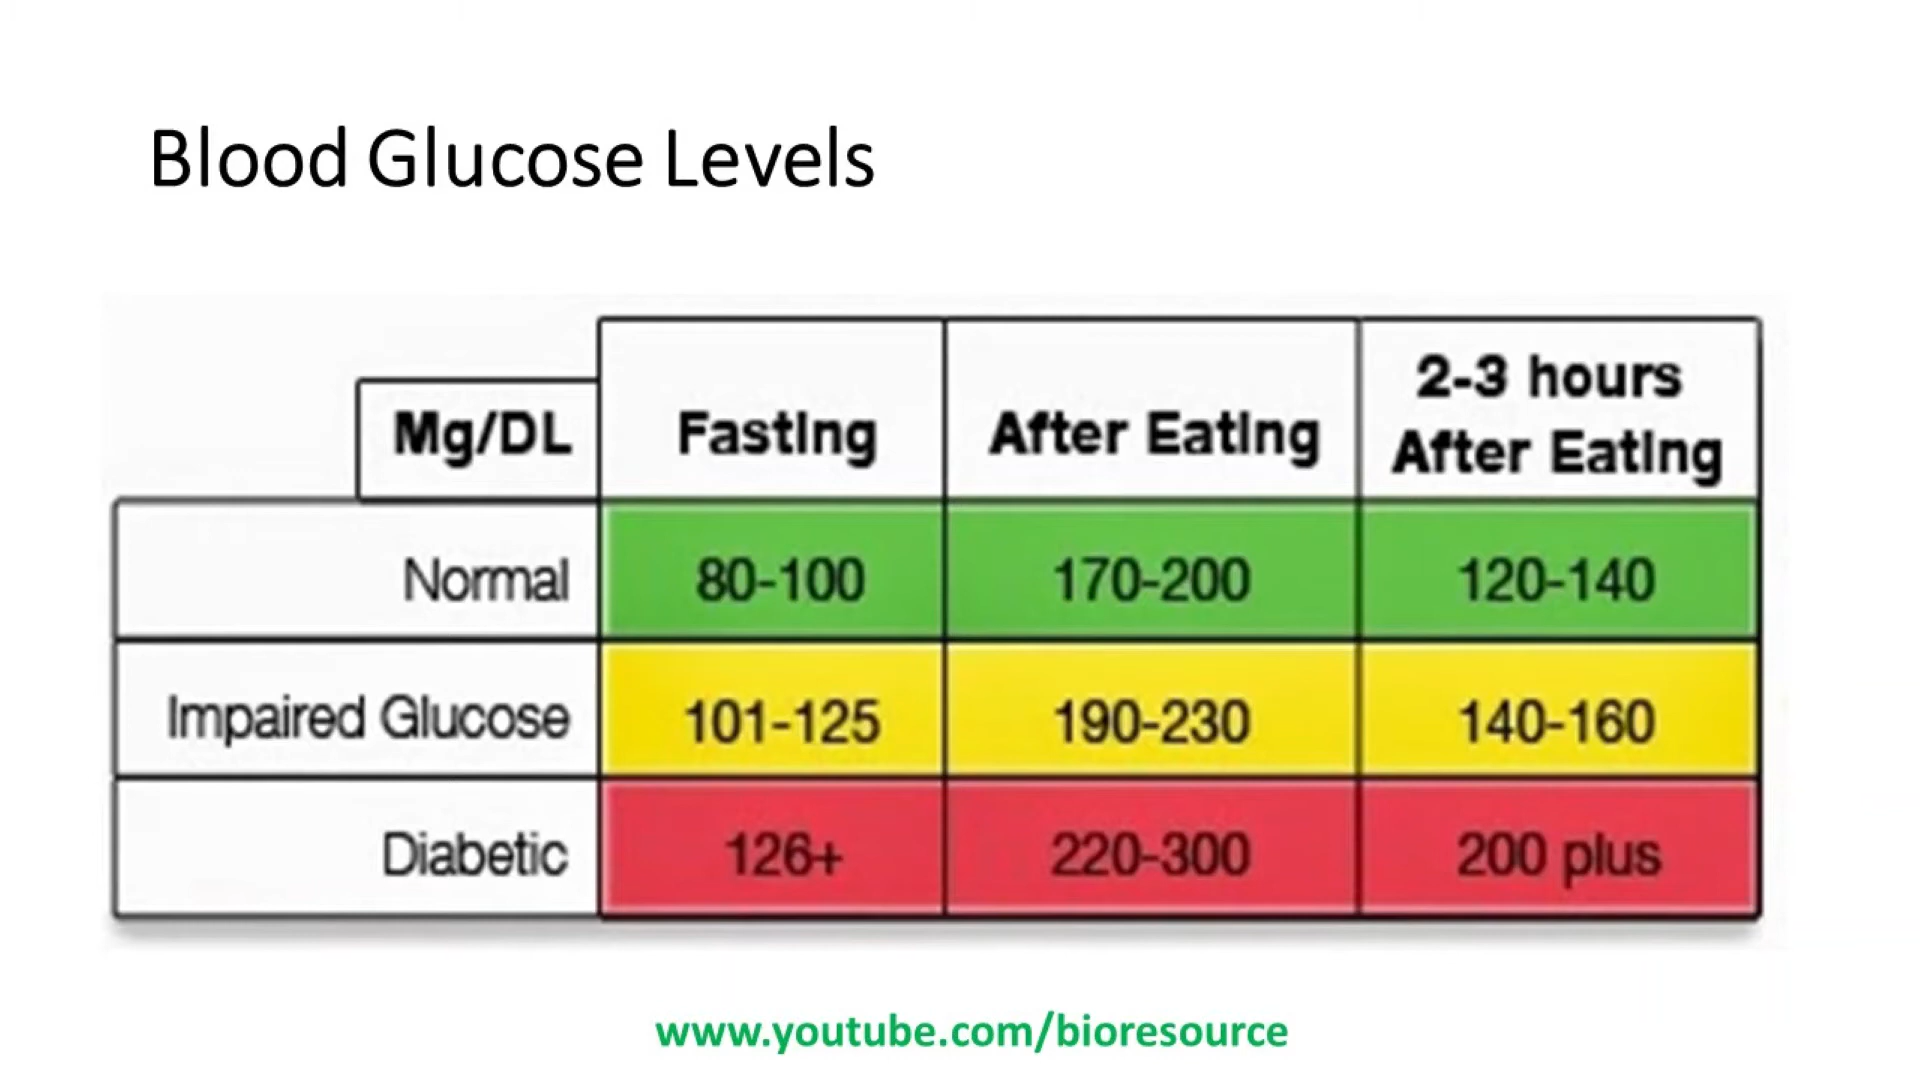 Blood Glucose Levels
Mg/DL Fasting After Eating 2-3 hours After Eating
Normal 80-100 170-200 120-140
Impaired Glucose 101-125 190-230 140-160
Diabetic 126+ 220-300 200 plus
www.youtube.com/bioresource